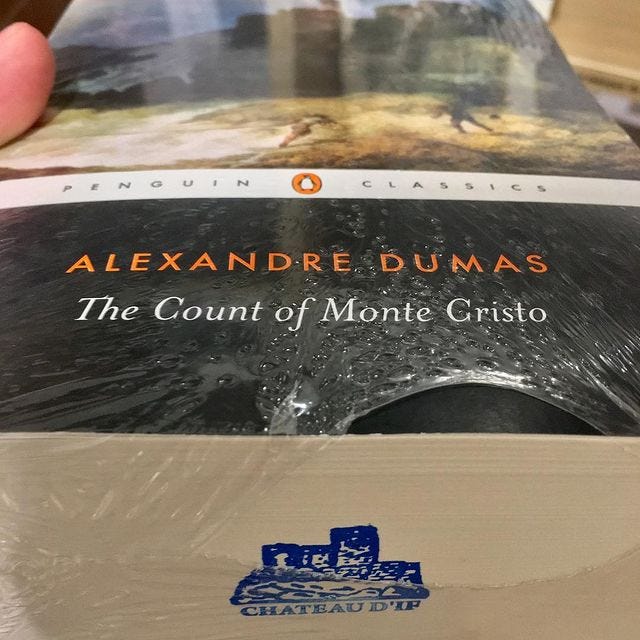 PENGUIN CLASSICS
ALEXANDRE DUMAS
The Count of Monte Cristo
CHATEAU D'IF